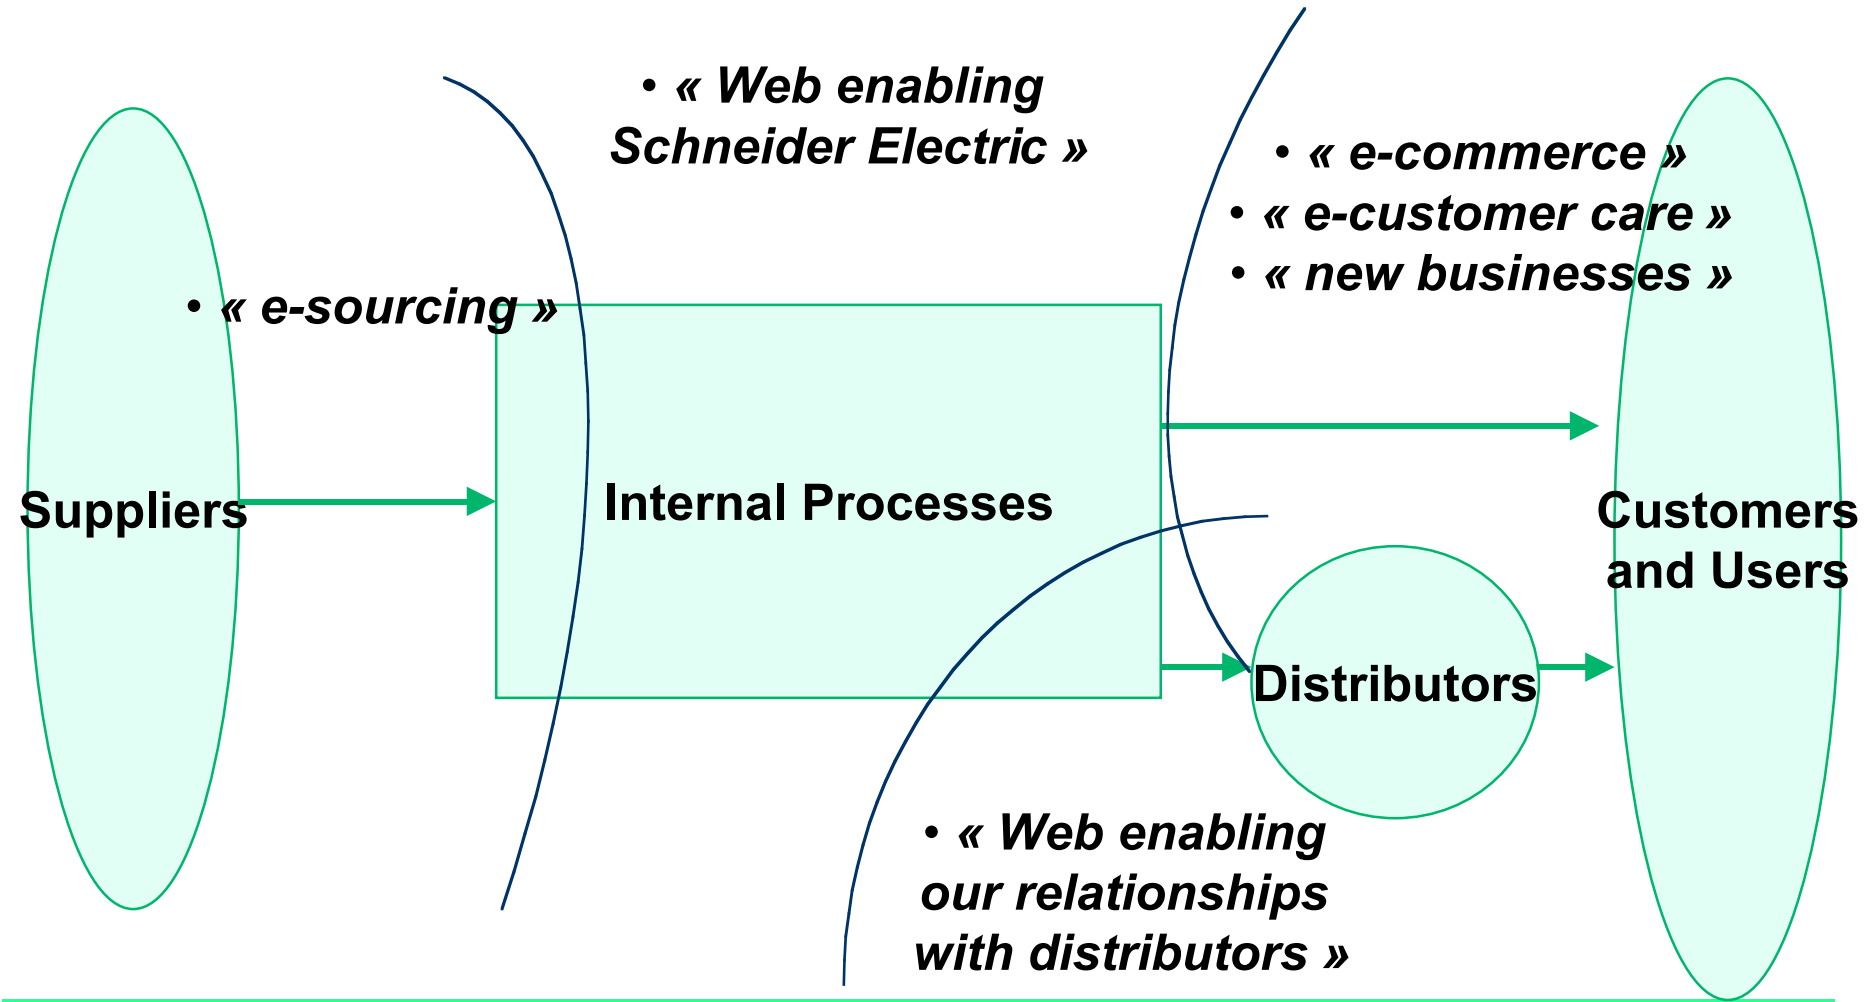 • « Web enabling
Schneider Electric »
• « e-commerce »
• « e-customer care »
• « new businesses »
• « e-sourcing »
Suppliers
Internal Processes
Customers
and Users
Distributors
• « Web enabling
our relationships
with distributors »